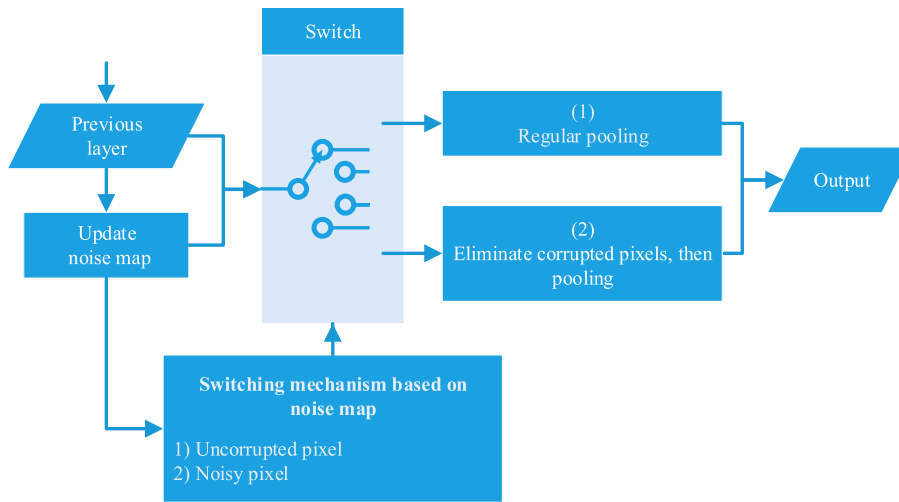 Switch
Previous
layer
Update
noise map
(1)
Regular pooling
(2)
Eliminate corrupted pixels, then
pooling
Output
Switching mechanism based on
noise map
1) Uncorrupted pixel
2) Noisy pixel